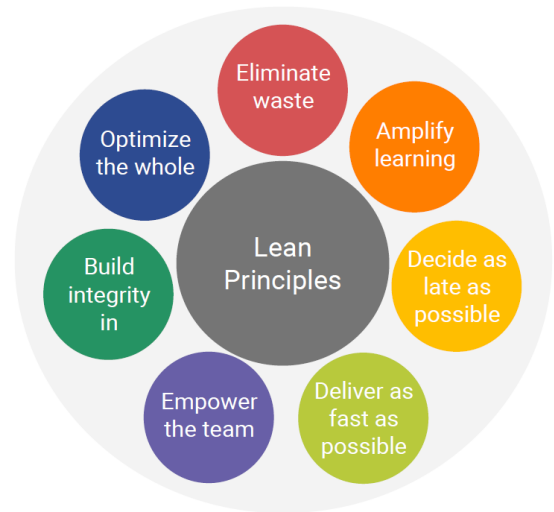 Eliminate
waste
Amplify
learning
Decide as
late as
possible
Deliver as
fast as
possible
Empower
the team
Build
integrity
in
Optimize
the whole
Lean
Principles